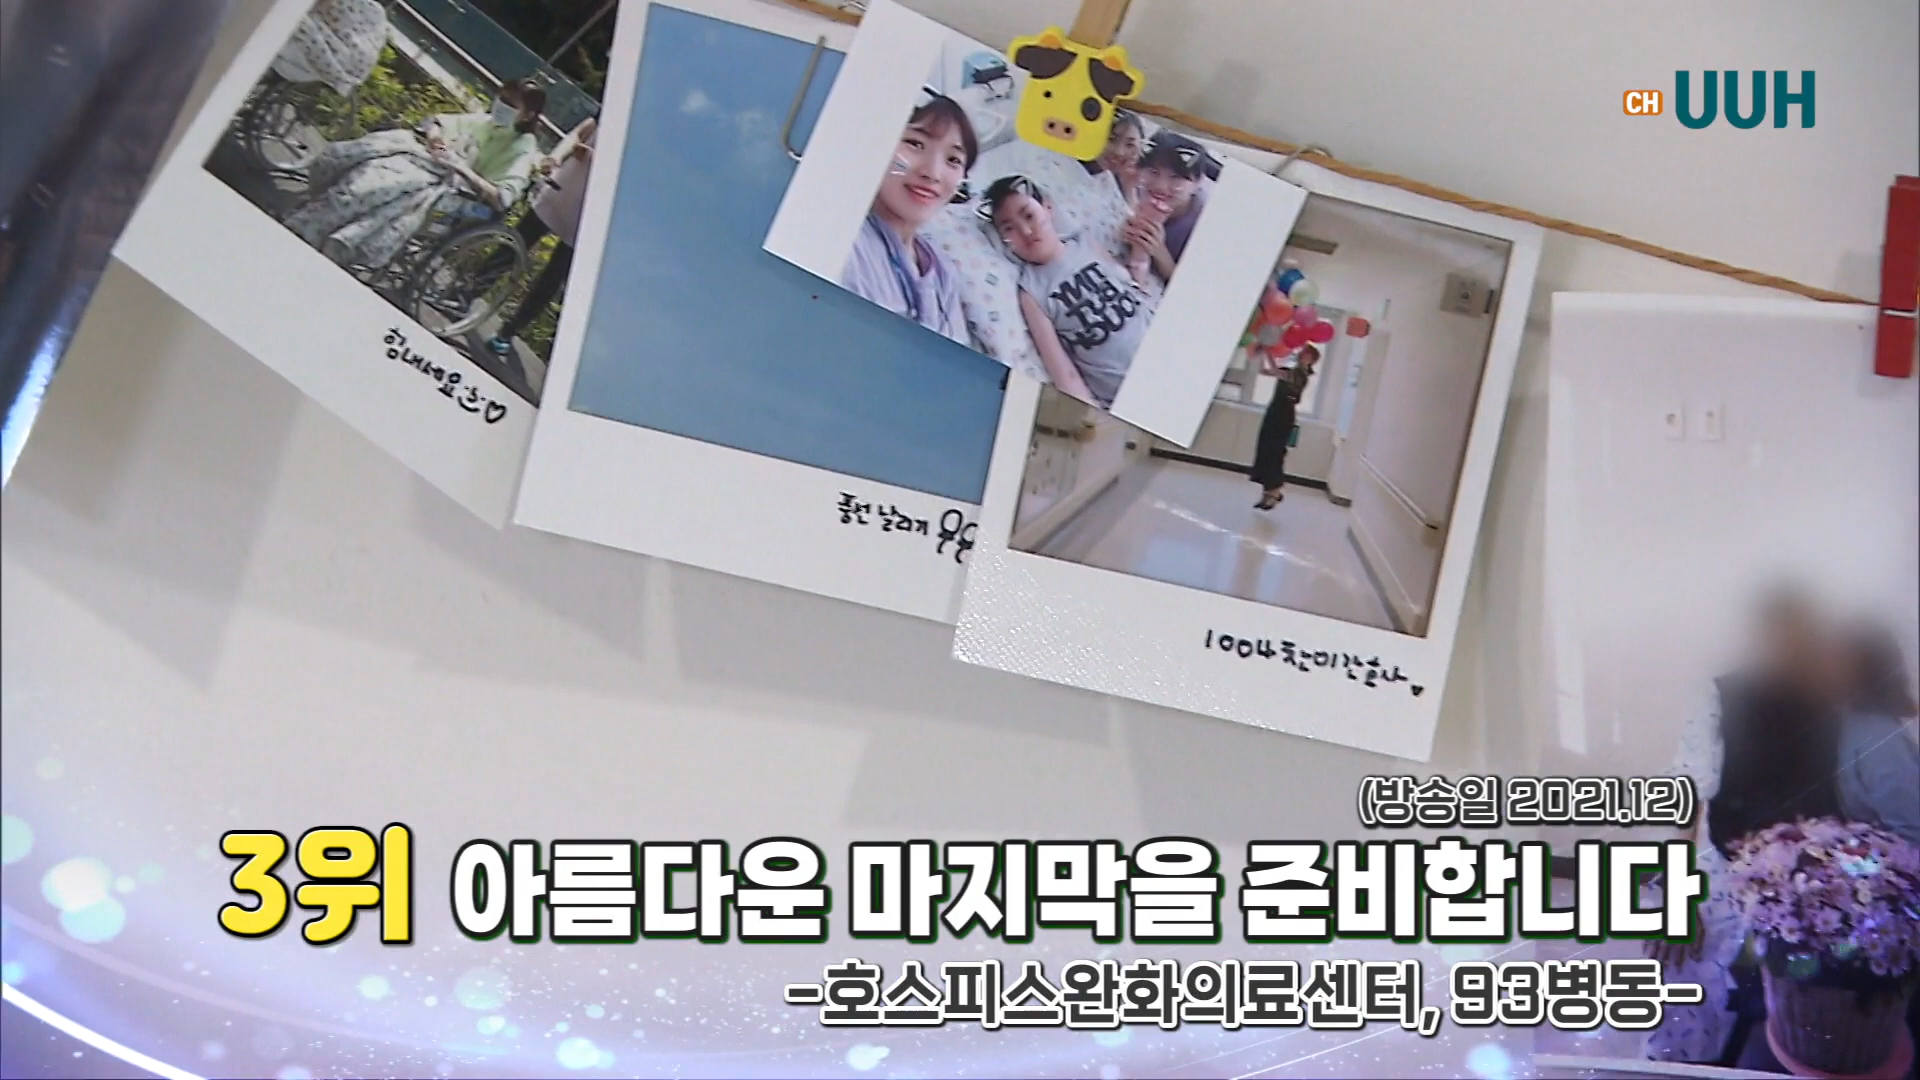 CH UUH
힘내세요
풍선 날리기
1004 참미간호사
(방송일 2021.12)
3위 아름다운 마지막을 준비합니다
-호스피스완화의료센터, 93병동-